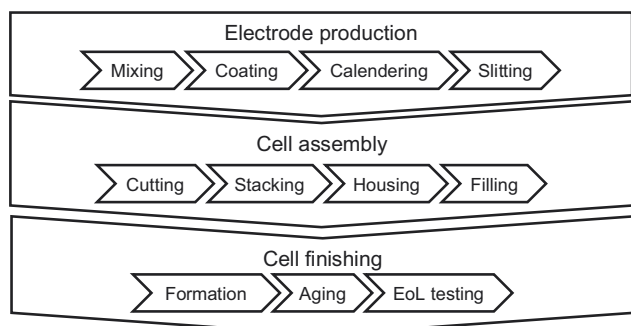 Electrode production
Mixing Coating Calendering Slitting
Cell assembly
Cutting Stacking Housing Filling
Cell finishing
Formation Aging EoL testing